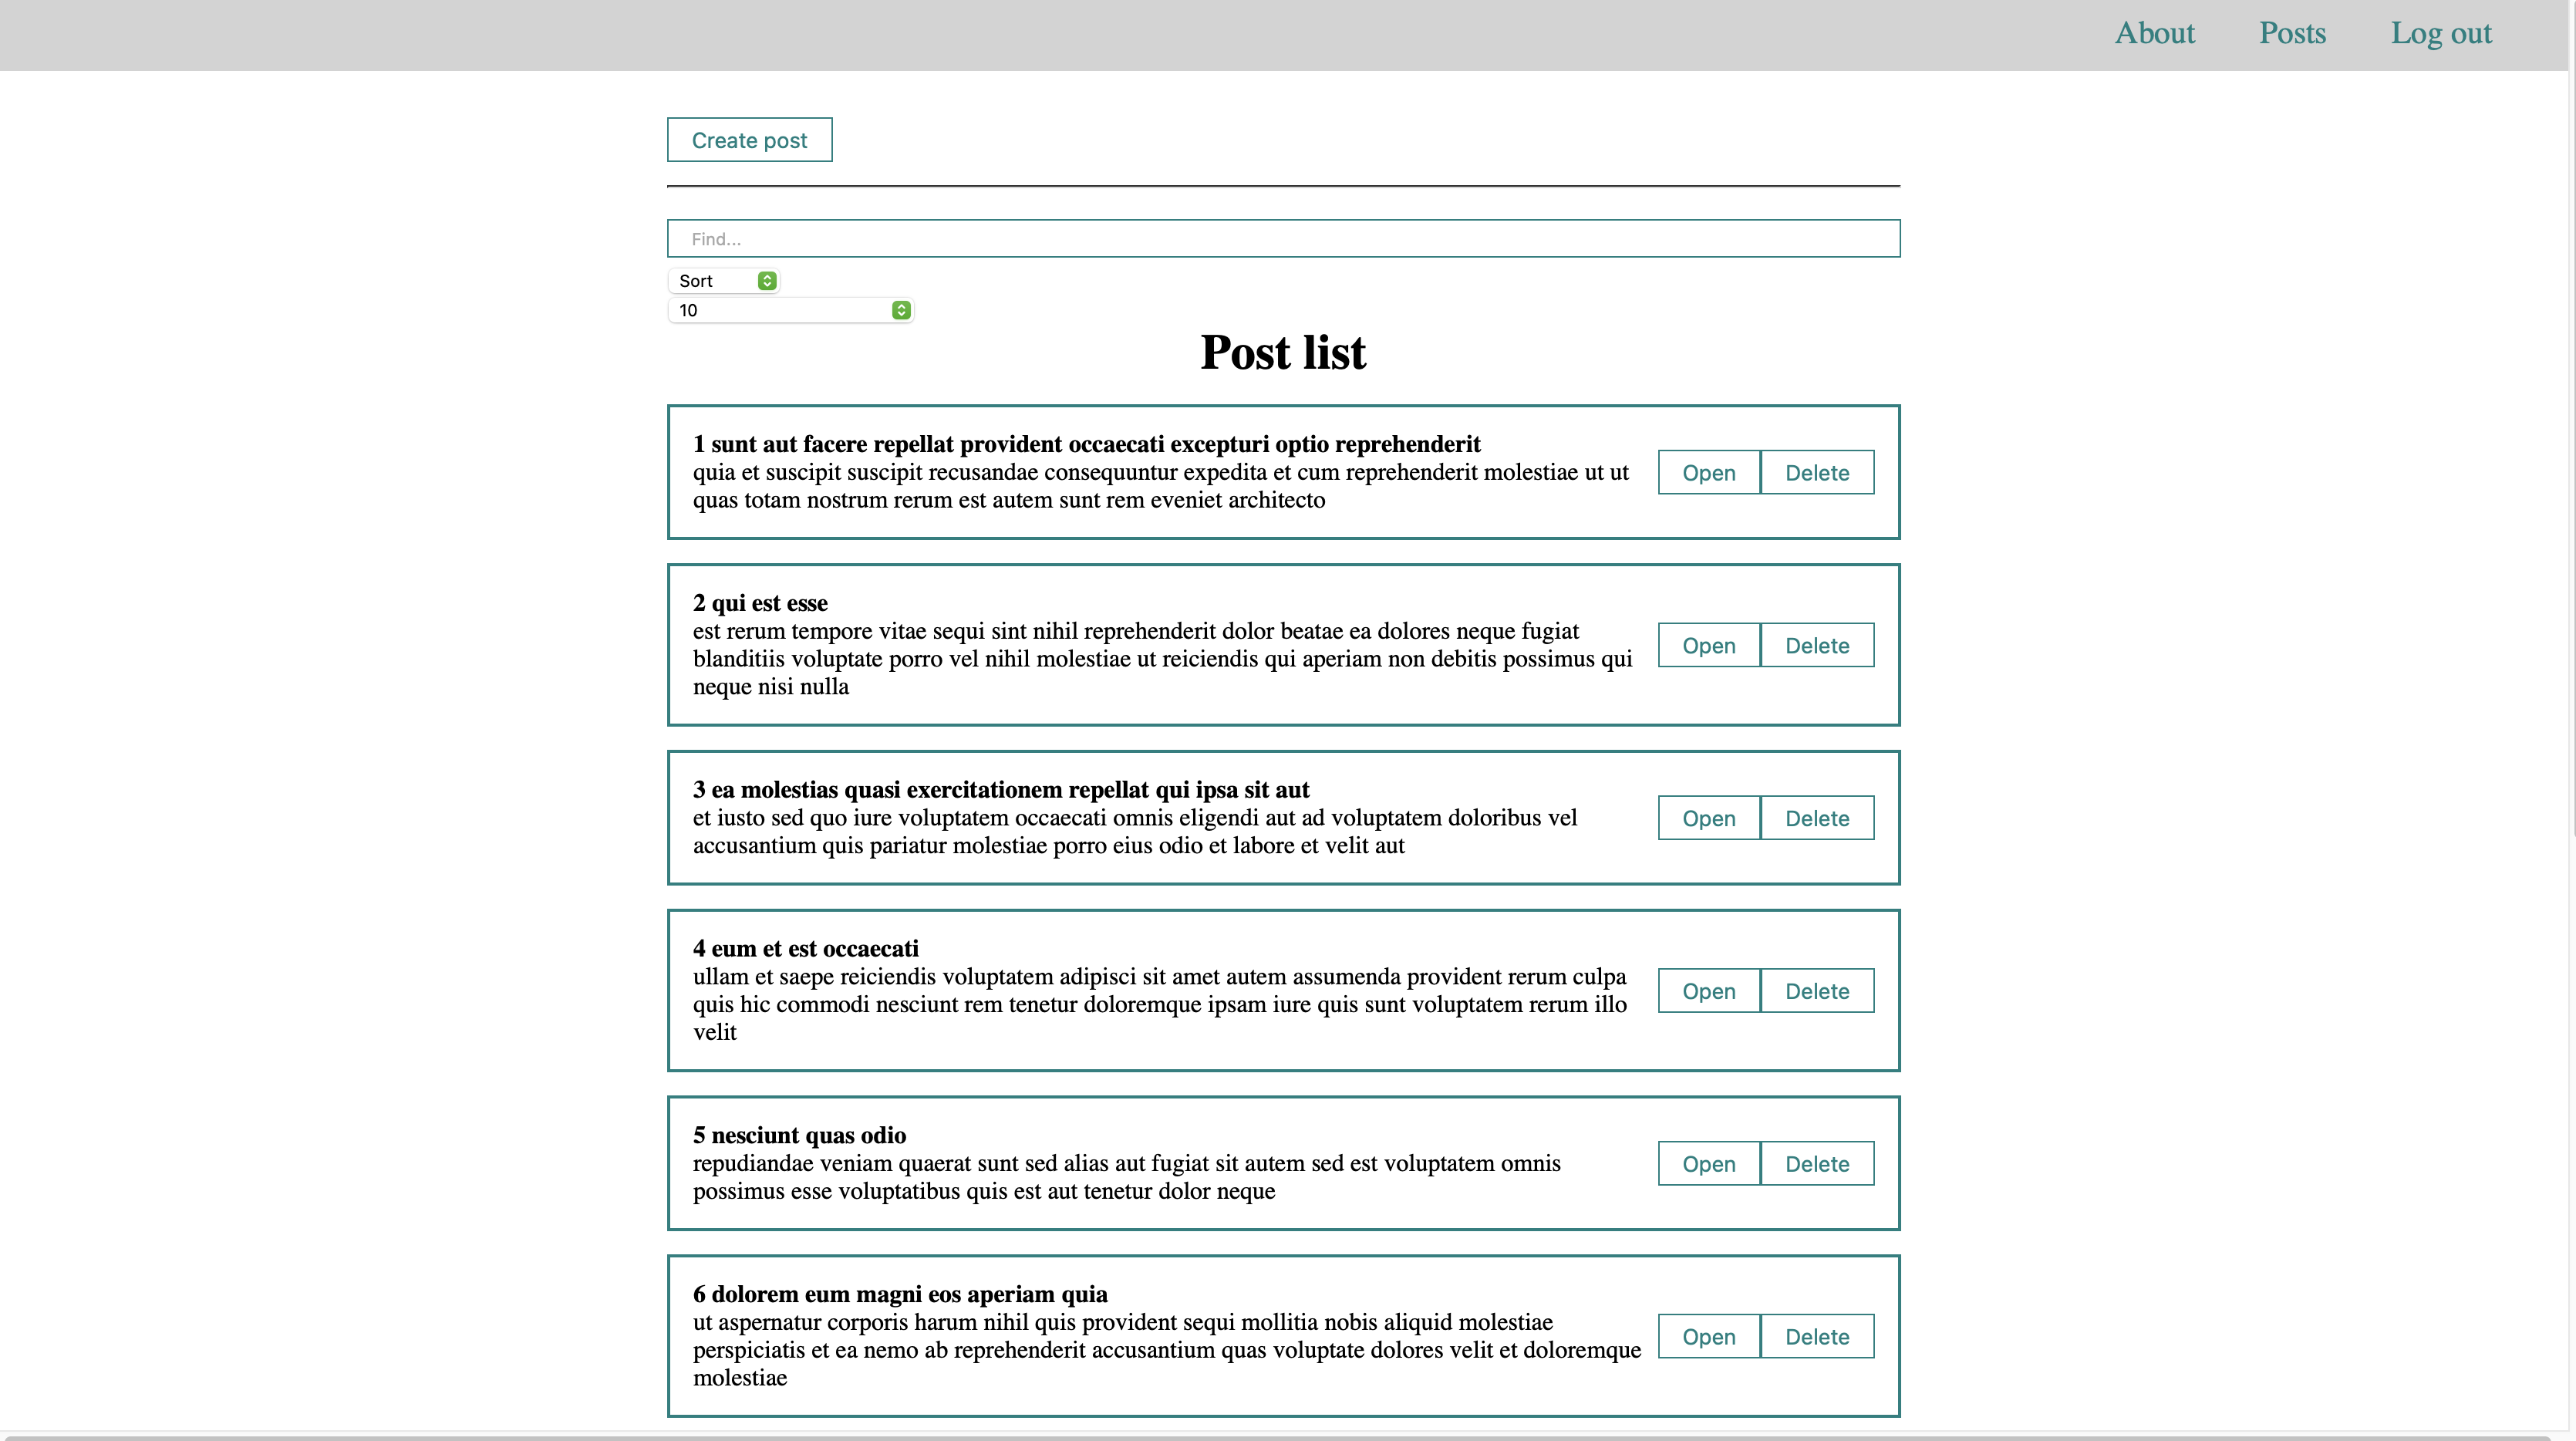 About Posts Log out
Create post
Find...
Sort
10
Post list
1 sunt aut facere repellat provident occaecati excepturi optio reprehenderit
quia et suscipit suscipit recusandae consequuntur expedita et cum reprehenderit molestiae ut ut
quas totam nostrum rerum est autem sunt rem eveniet architecto
Open Delete
2 qui est esse
est rerum tempore vitae sequi sint nihil reprehenderit dolor beatae ea dolores neque fugiat
blanditiis voluptate porro vel nihil molestiae ut reiciendis qui aperiam non debitis possimus qui
neque nisi nulla
Open Delete
3 ea molestias quasi exercitationem repellat qui ipsa sit aut
et iusto sed quo iure voluptatem occaecati omnis eligendi aut ad voluptatem doloribus vel
accusantium quis pariatur molestiae porro eius odio et labore et velit aut
Open Delete
4 eum et est occaecati
ullam et saepe reiciendis voluptatem adipisci sit amet autem assumenda provident rerum culpa
quis hic commodi nesciunt rem tenetur doloremque ipsam iure quis sunt voluptatem rerum illo
velit
Open Delete
5 nesciunt quas odio
repudiandae veniam quaerat sunt sed alias aut fugiat sit autem sed est voluptatem omnis
possimus esse voluptatibus quis est aut tenetur dolor neque
Open Delete
6 dolorem eum magni eos aperiam quia
ut aspernatur corporis harum nihil quis provident sequi mollitia nobis aliquid molestiae
perspiciatis et ea nemo ab reprehenderit accusantium quas voluptate dolores velit et doloremque
molestiae
Open Delete